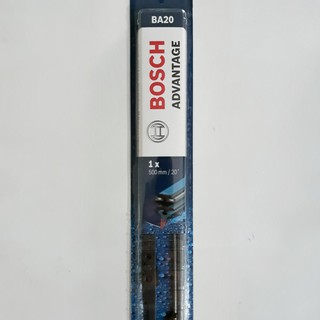 BA20
BOSCH
ADVANTAGE
1 x
500 mm / 20"